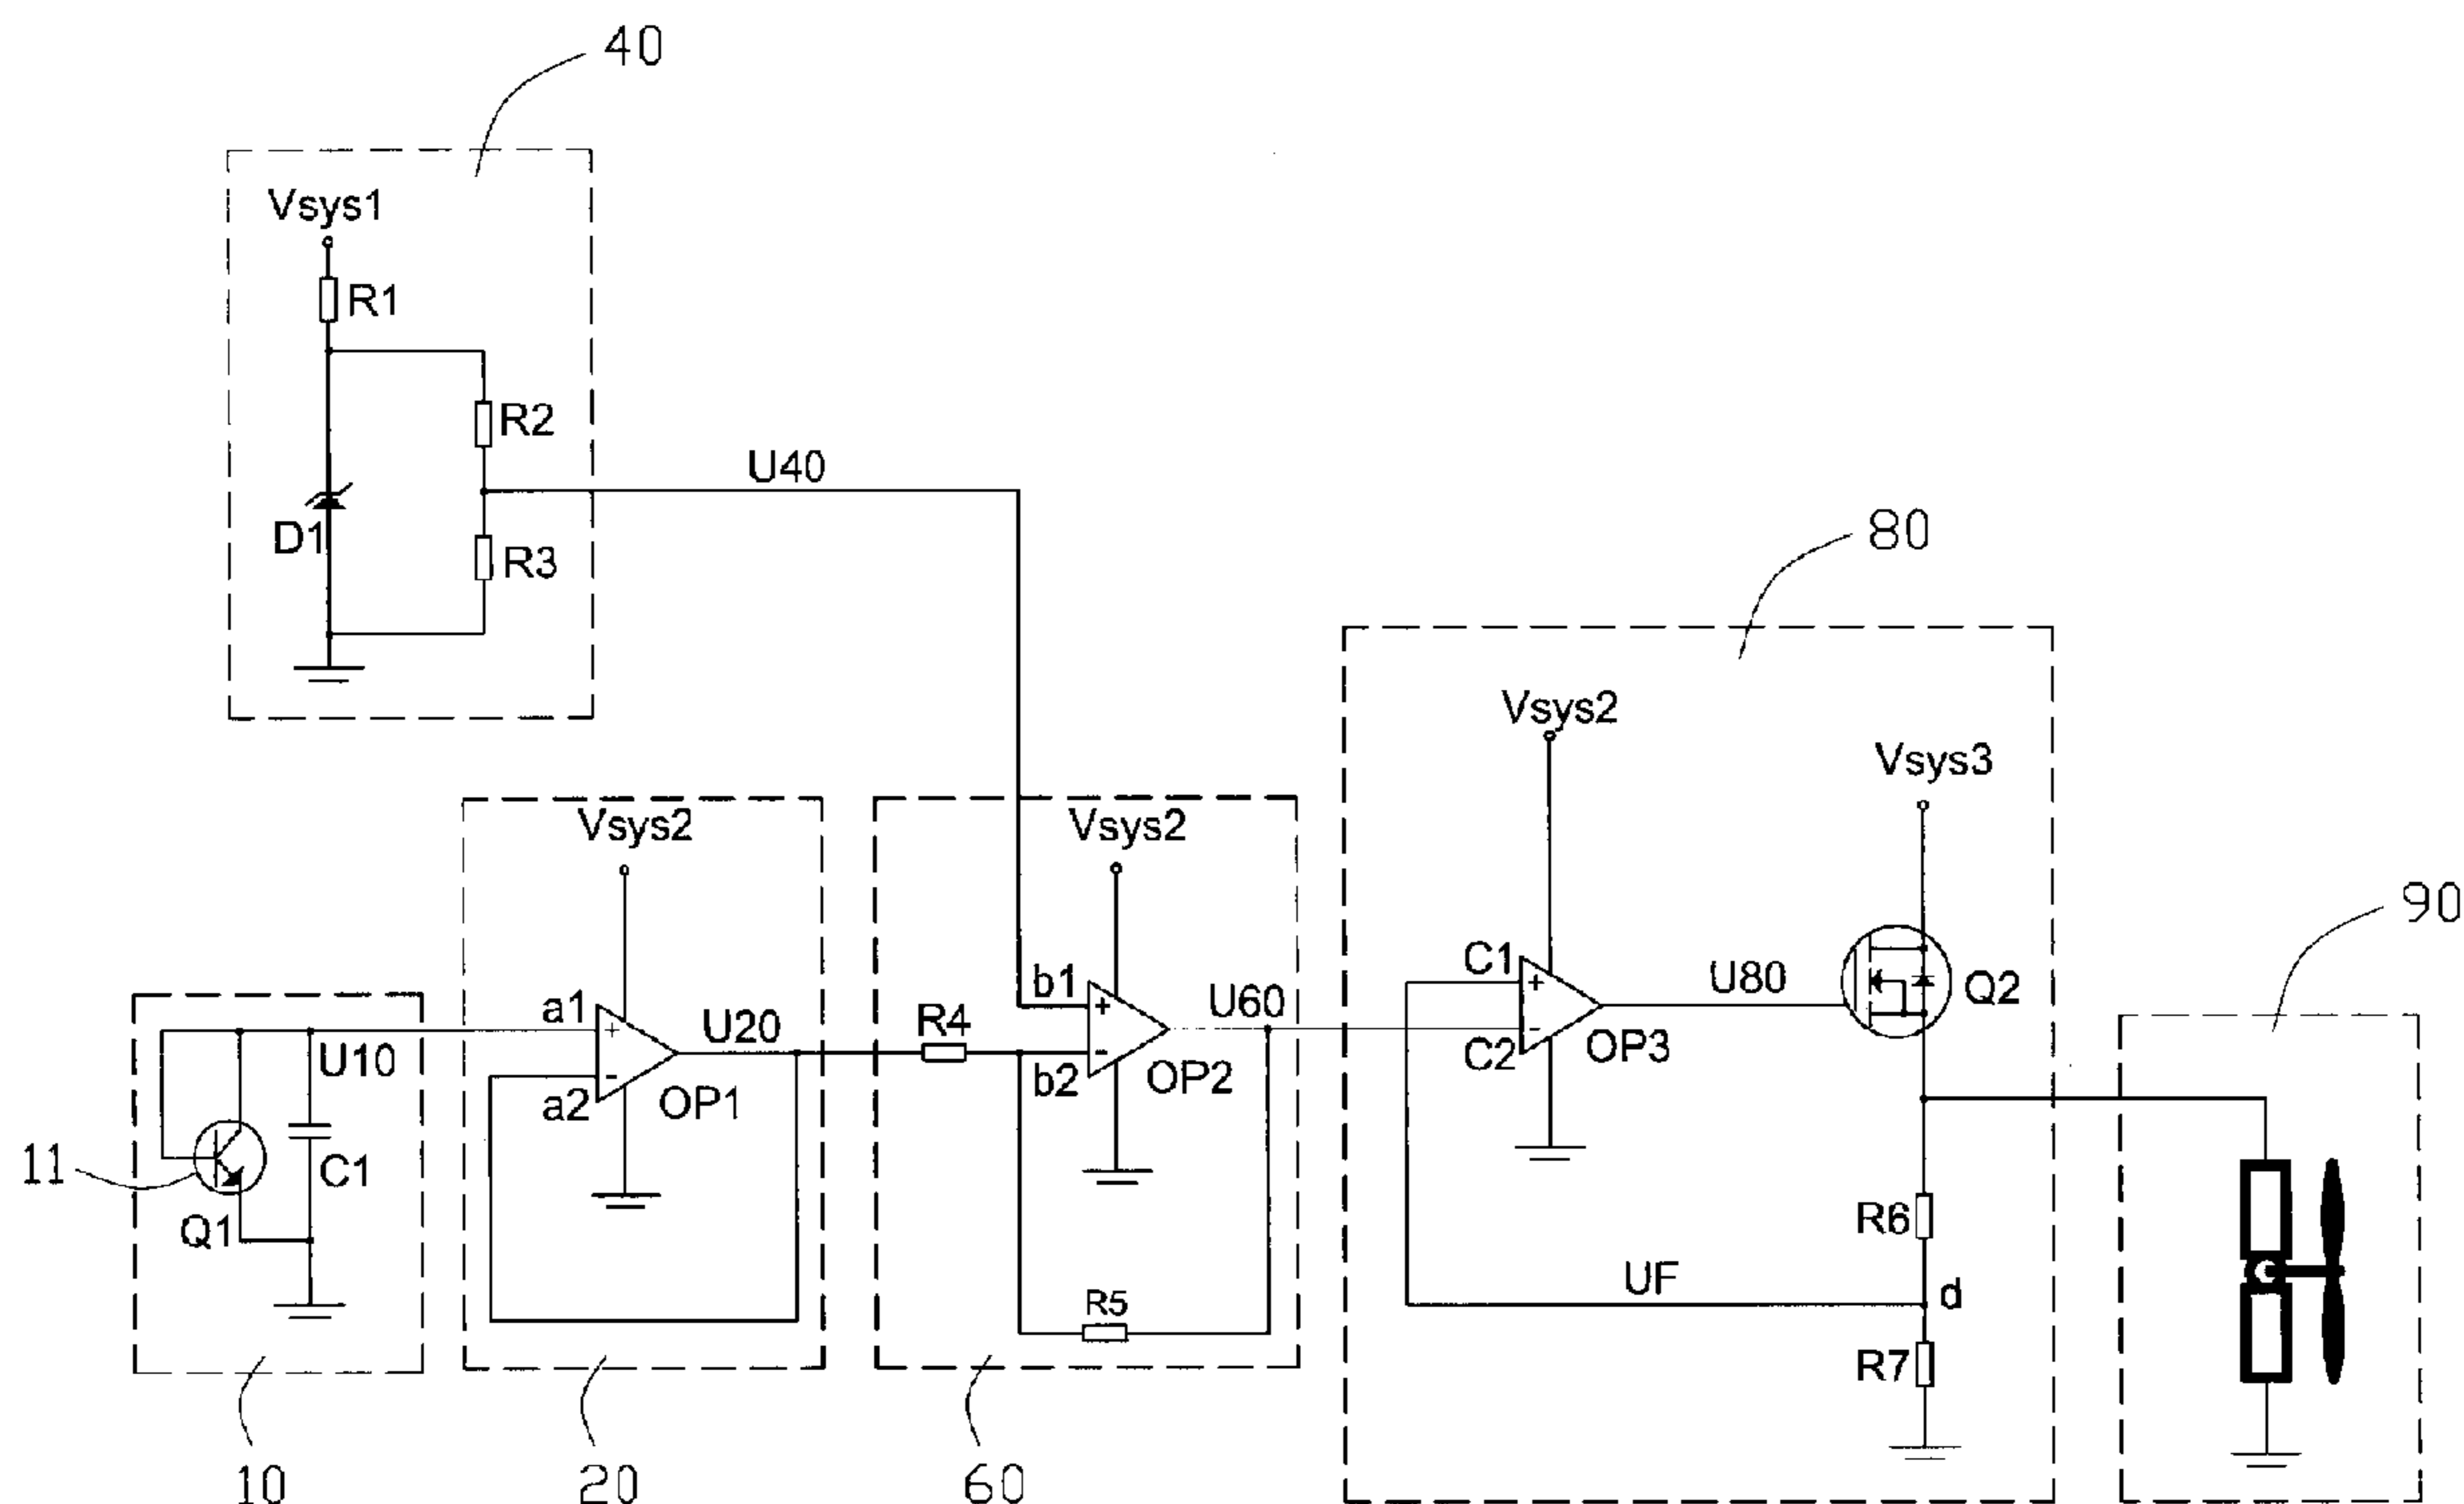 40
Vsys1
R1
R2
U40
D1
R3
80
Vsys2
Vsys3
Vsys2
Vsys2
90
a1
+
U10
U20
-
a2
OP1
R4
b1
+
U60
-
b2
OP2
C1
+
U80
Q2
-
C2
OP3
11
C1
Q1
R6
UF
d
R5
R7
10
20
60